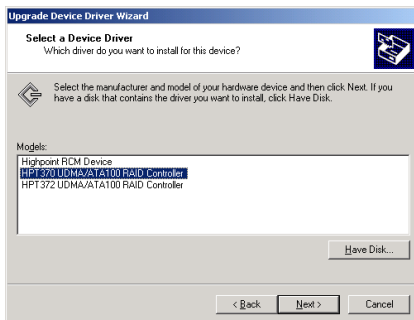 Upgrade Device Driver Wizard
Select a Device Driver
Which driver do you want to install for this device?
Select the manufacturer and model of your hardware device and then click Next. If you
have a disk that contains the driver you want to install, click Have Disk.
Models:
Highpoint RCM Device
HPT370 UDMA/ATA100 RAID Controller
HPT372 UDMA/ATA100 RAID Controller
Have Disk...
< Back
Next >
Cancel